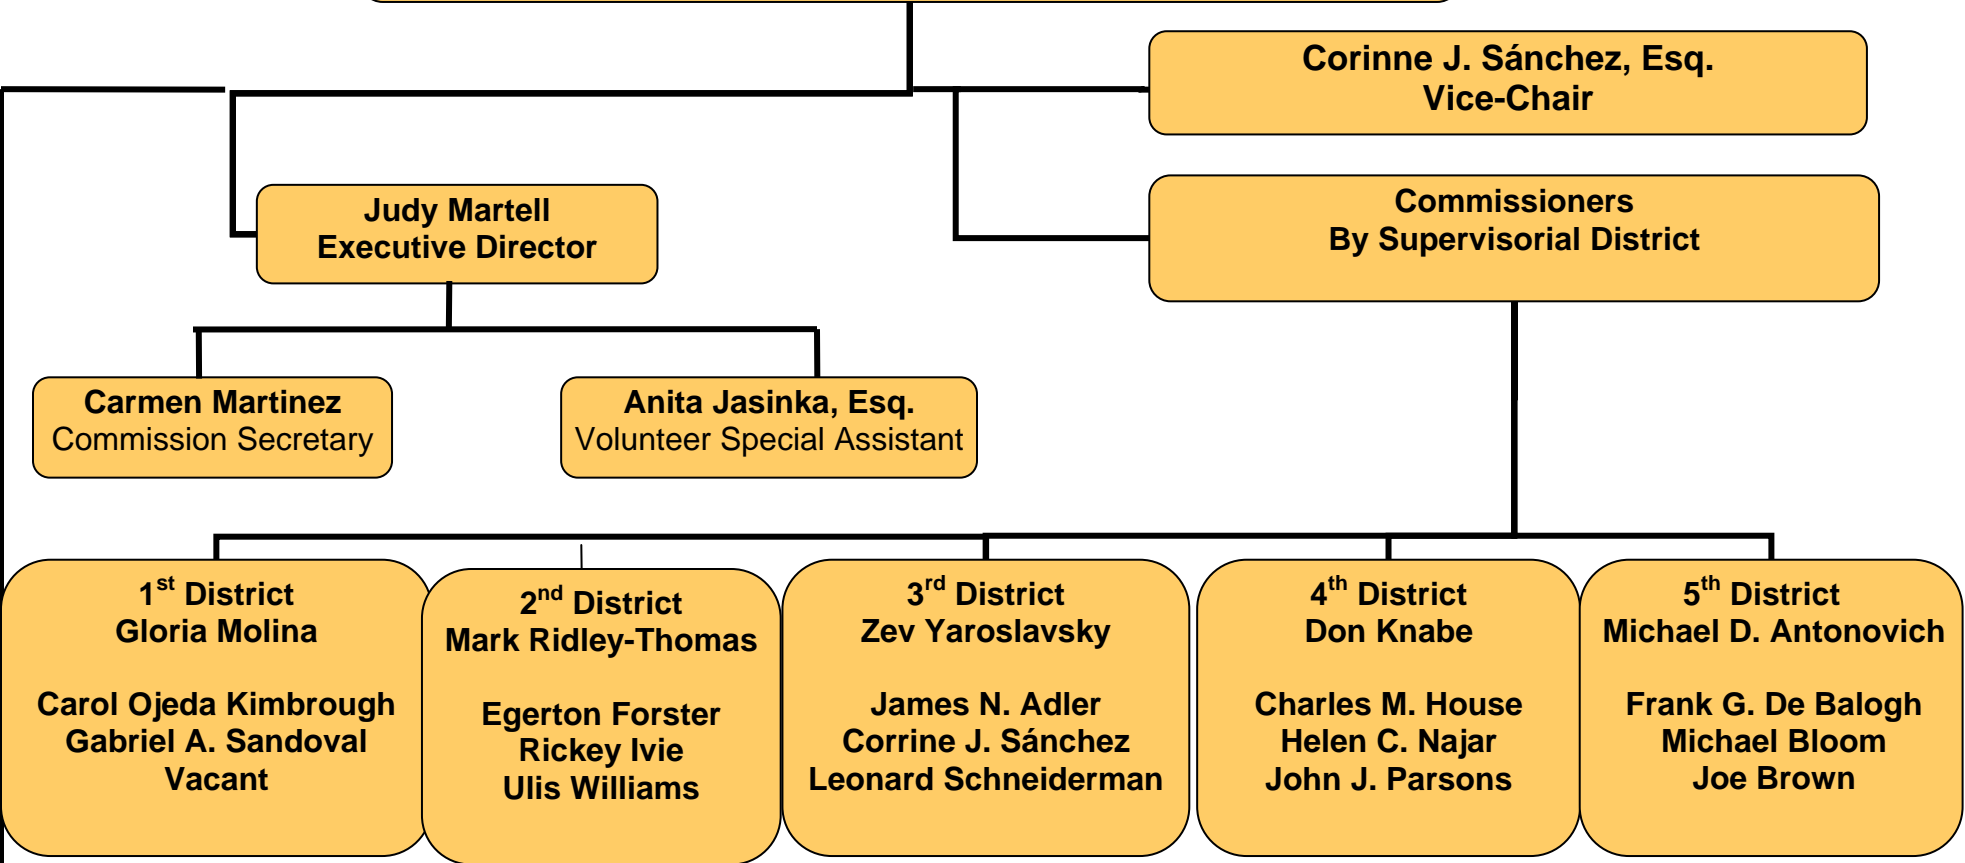 Corinne J. Sánchez, Esq.
Vice-Chair
Commissioners
By Supervisorial District
Judy Martell
Executive Director
Carmen Martinez
Commission Secretary
Anita Jasinka, Esq.
Volunteer Special Assistant
1st District
Gloria Molina
Carol Ojeda Kimbrough
Gabriel A. Sandoval
Vacant
2nd District
Mark Ridley-Thomas
Egerton Forster
Rickey Ivie
Ulis Williams
3rd District
Zev Yaroslavsky
James N. Adler
Corrine J. Sánchez
Leonard Schneiderman
4th District
Don Knabe
Charles M. House
Helen C. Najar
John J. Parsons
5th District
Michael D. Antonovich
Frank G. De Balogh
Michael Bloom
Joe Brown